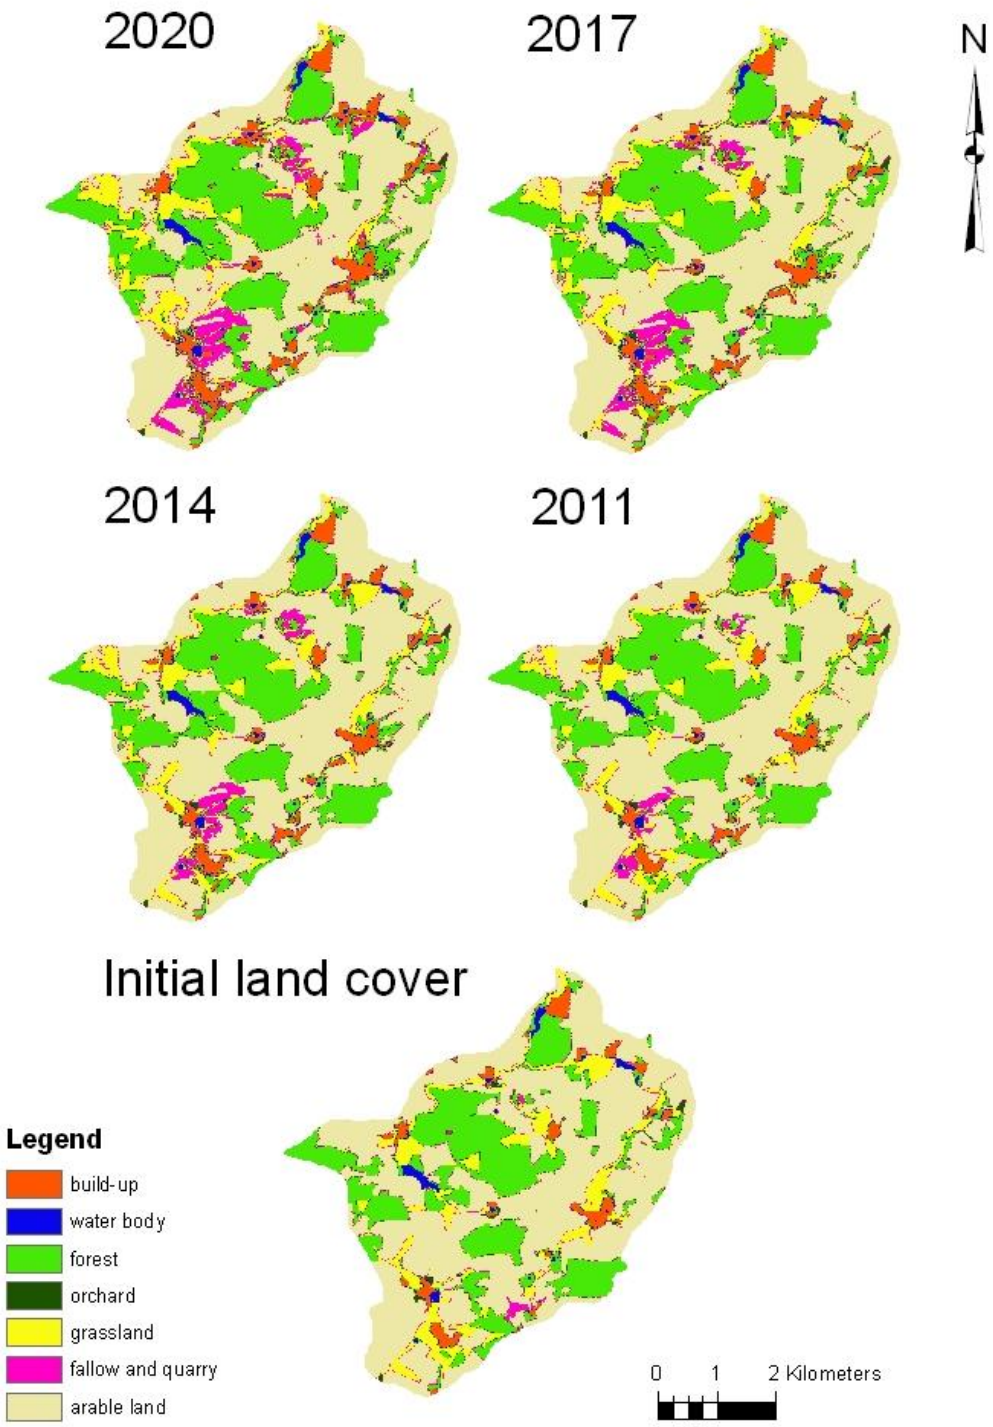 2020
2017
N
2014
2011
Initial land cover
Legend
build-up
water body
forest
orchard
grassland
fallow and quarry
arable land
0 1 2 Kilometers